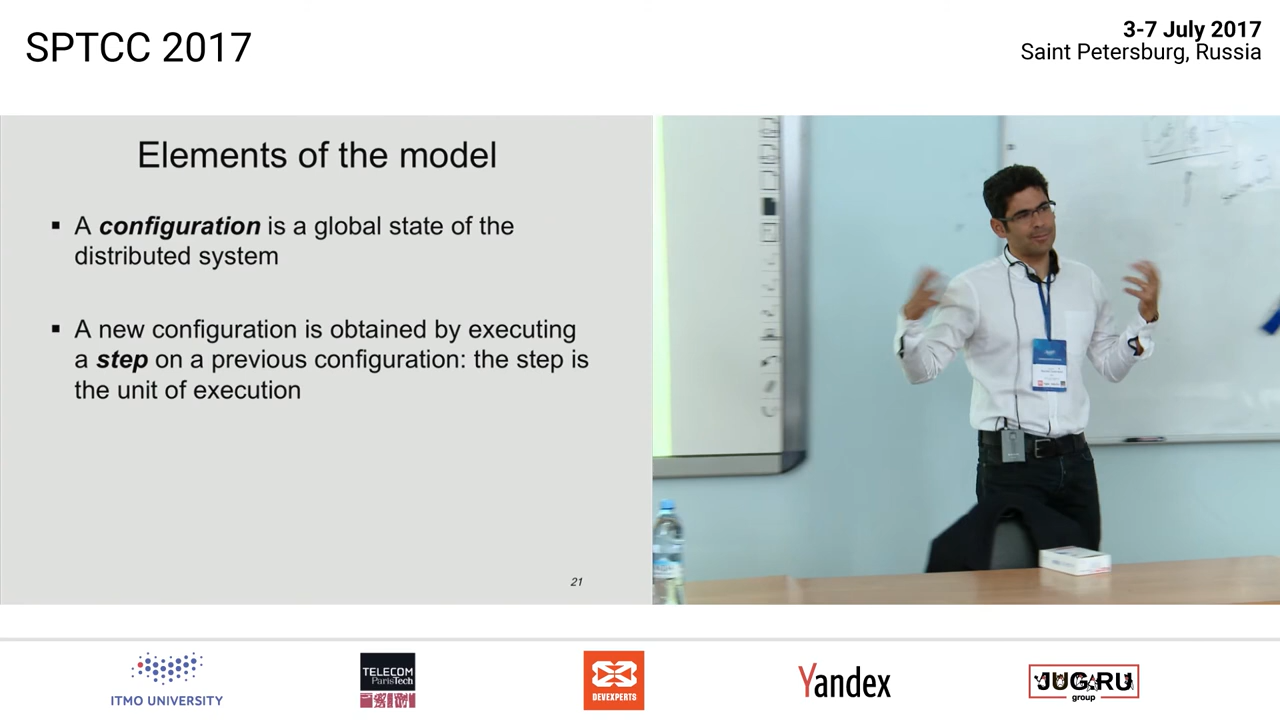 SPTCC 2017
3-7 July 2017
Saint Petersburg, Russia
Elements of the model
▪ A configuration is a global state of the
distributed system
▪ A new configuration is obtained by executing
a step on a previous configuration: the step is
the unit of execution
21
ITMO UNIVERSITY
TELECOM
ParisTech
DEVEXPERTS
Yandex
JUG.RU
group